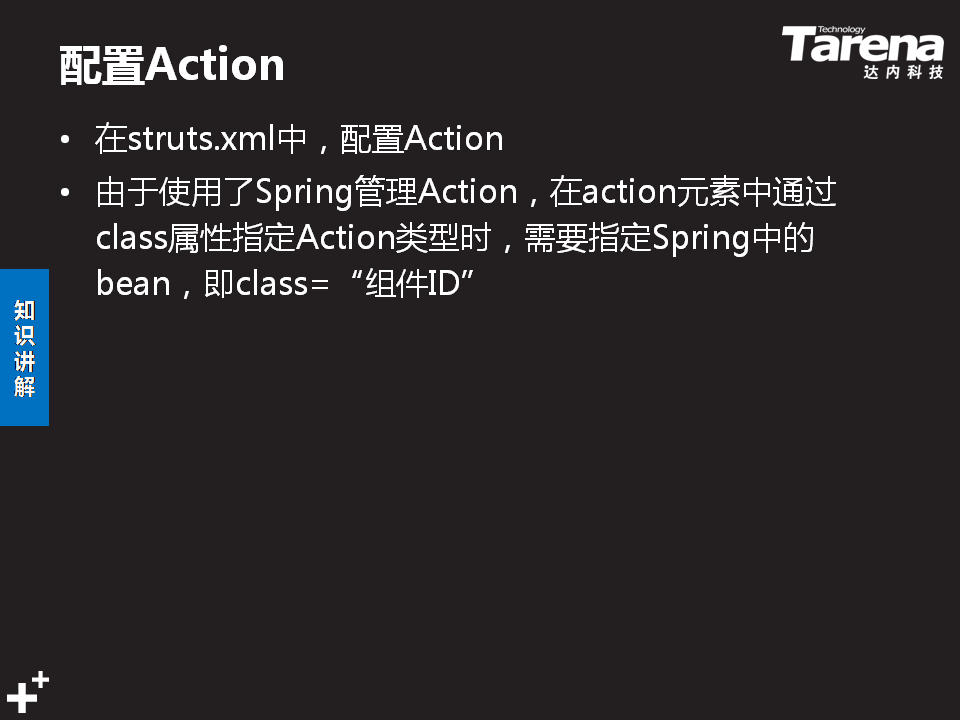 配置Action
Technology
Tarena
达内科技
• 在struts.xml中，配置Action
• 由于使用了Spring管理Action，在action元素中通过
class属性指定Action类型时，需要指定Spring中的
bean，即class=“组件ID”
知识讲解